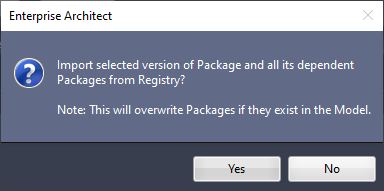 Enterprise Architect
Import selected version of Package and all its dependent
Packages from Registry?
Note: This will overwrite Packages if they exist in the Model.
Yes
No